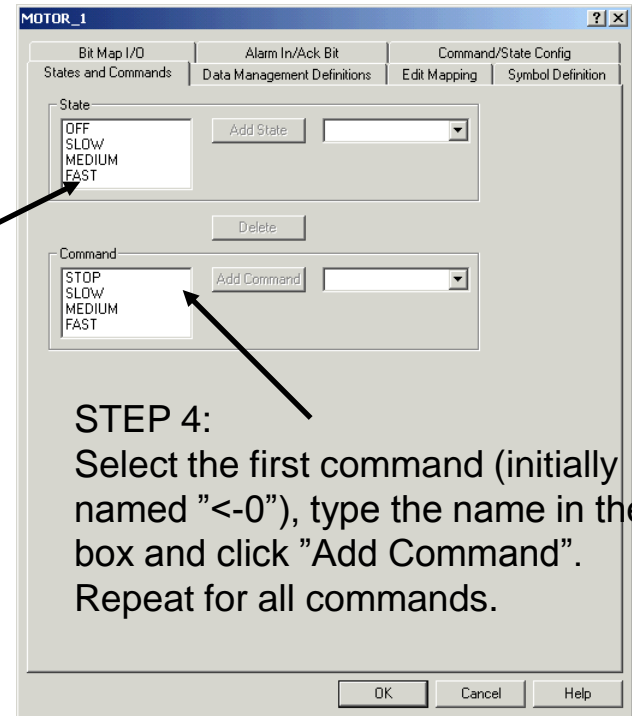 MOTOR_1
Bit Map I/O Alarm In/Ack Bit Command/State Config
States and Commands Data Management Definitions Edit Mapping Symbol Definition
State
OFF
SLOW
MEDIUM
FAST
Add State
Delete
Command
STOP
SLOW
MEDIUM
FAST
Add Command
STEP 4:
Select the first command (initially
named ”<-0”), type the name in the
box and click ”Add Command”.
Repeat for all commands.
OK Cancel Help